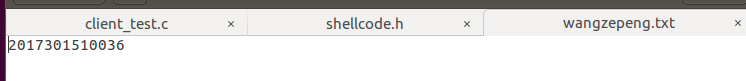 client_test.c × shellcode.h × wangzepeng.txt ×
2017301510036